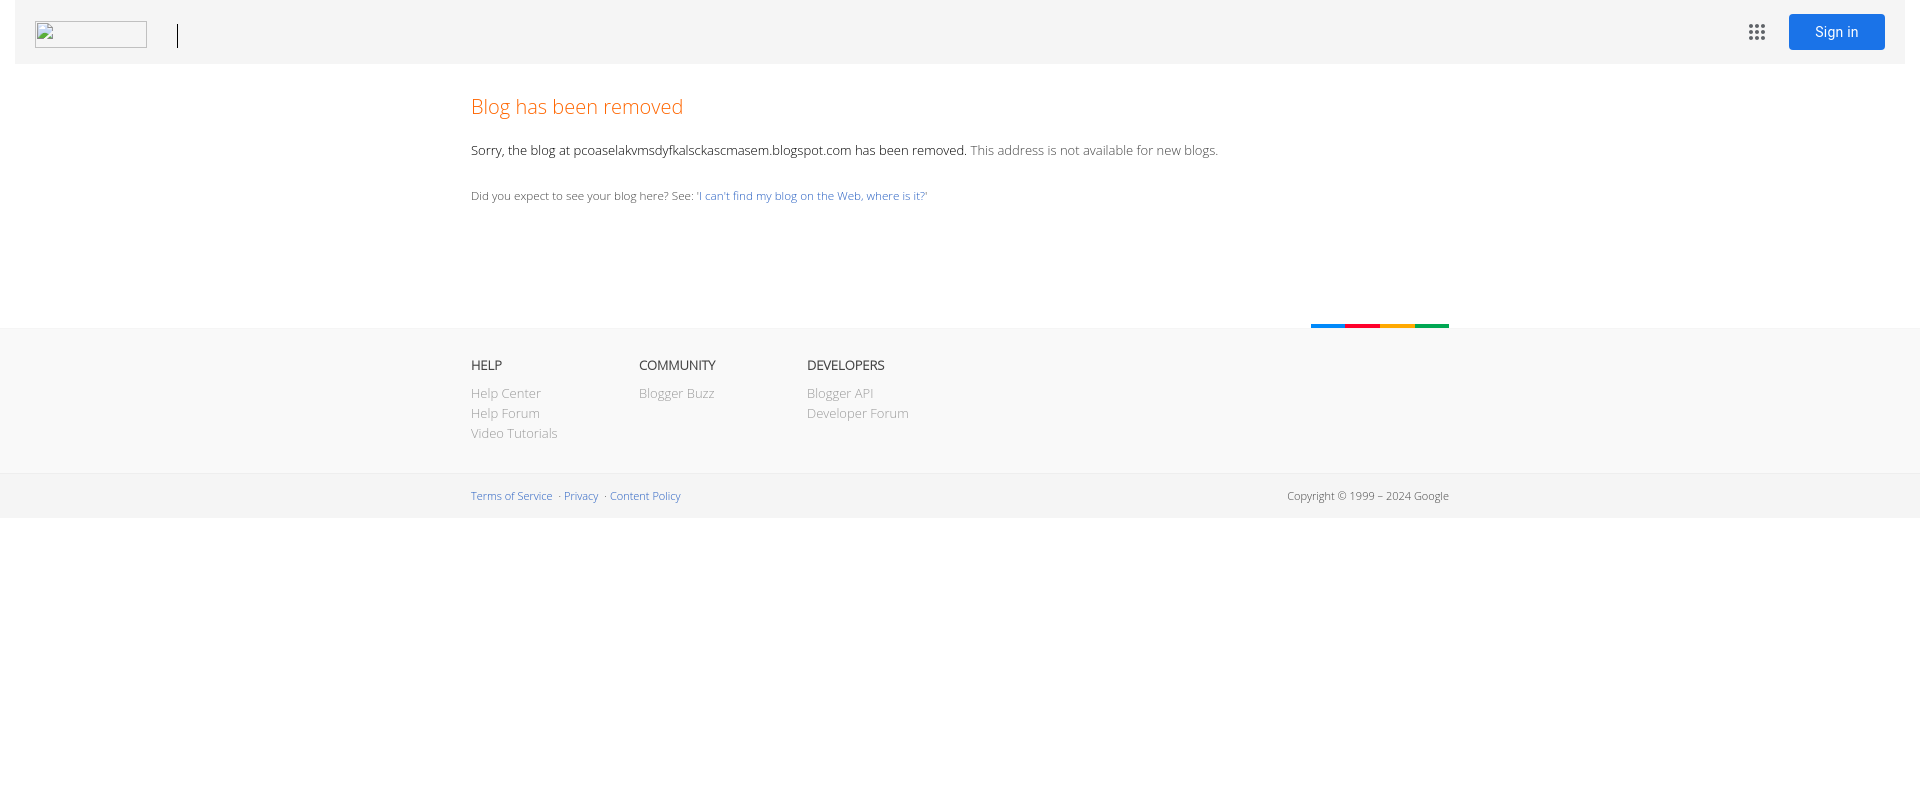 Sign in
Blog has been removed
Sorry, the blog at pcoaselakvmsdyfkalsckascmasem.blogspot.com has been removed. This address is not available for new blogs.
Did you expect to see your blog here? See: 'I can't find my blog on the Web, where is it?'
HELP
Help Center
Help Forum
Video Tutorials
COMMUNITY
Blogger Buzz
DEVELOPERS
Blogger API
Developer Forum
Terms of Service · Privacy · Content Policy
Copyright © 1999 – 2024 Google